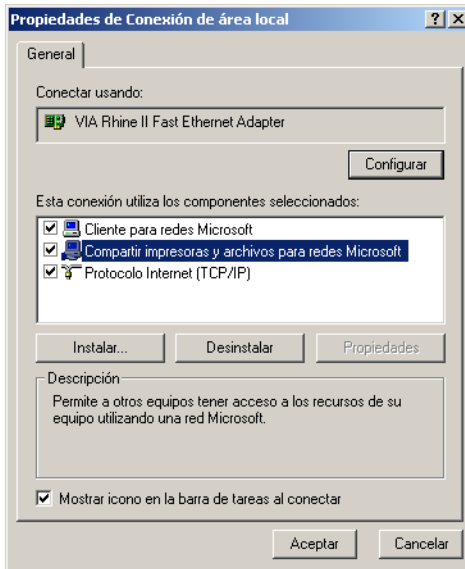 Propiedades de Conexión de área local
General
Conectar usando:
VIA Rhine II Fast Ethernet Adapter
Configurar
Esta conexión utiliza los componentes seleccionados:
Cliente para redes Microsoft
Compartir impresoras y archivos para redes Microsoft
Protocolo Internet (TCP/IP)
Instalar... Desinstalar Propiedades
Descripción
Permite a otros equipos tener acceso a los recursos de su
equipo utilizando una red Microsoft.
Mostrar icono en la barra de tareas al conectar
Aceptar Cancelar